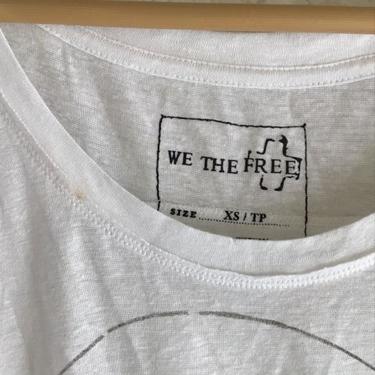 WE THE FREE
SIZE ........ XS / TP ....